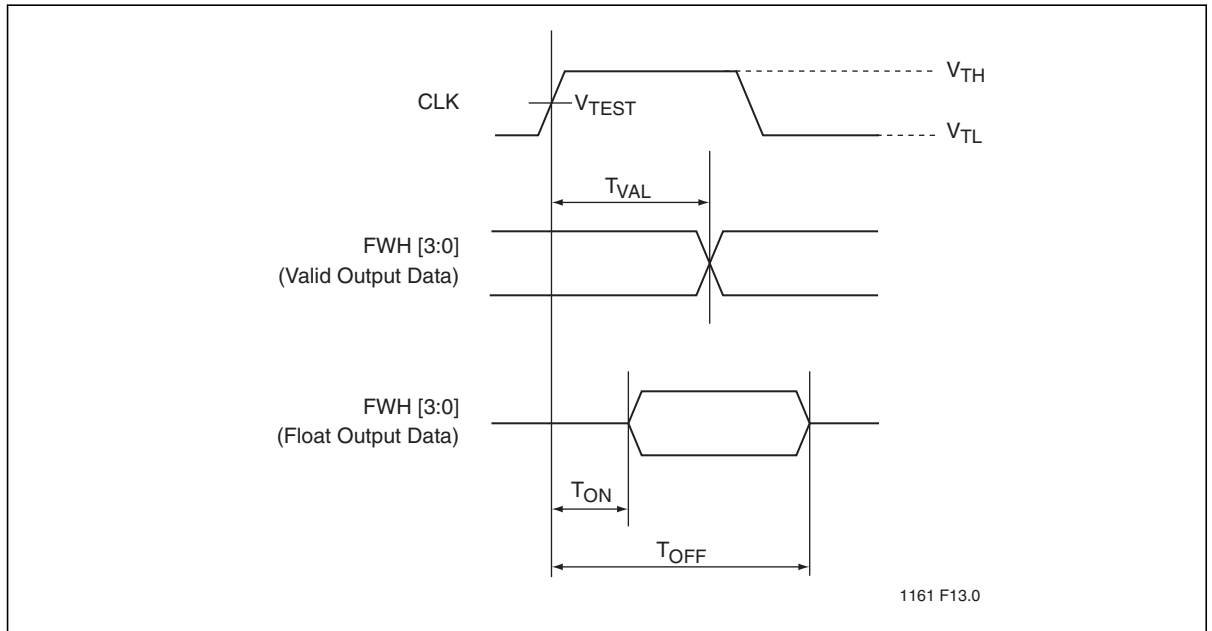 VTH
CLK
VTEST
VTL
TVAL
FWH [3:0]
(Valid Output Data)
FWH [3:0]
(Float Output Data)
TON
TOFF
1161 F13.0